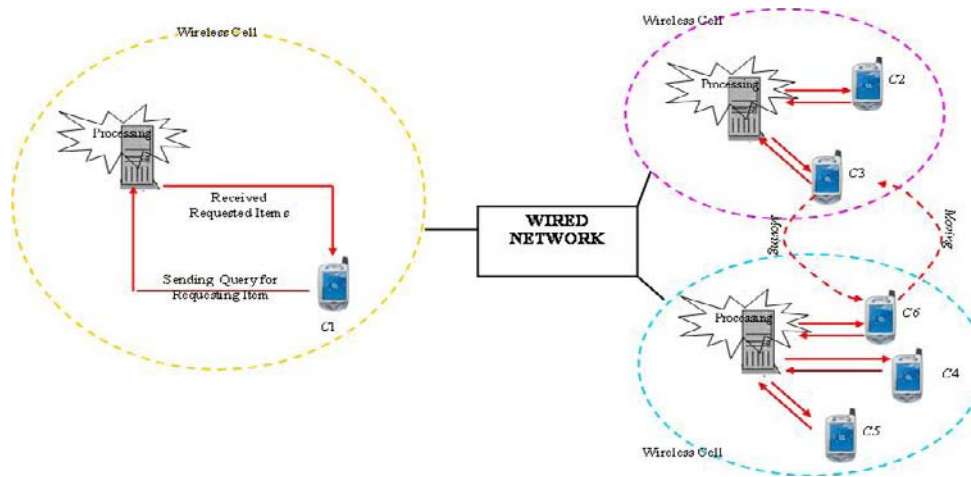 Wireless Cell
Processing
Received
Requested Items
Sending Query for
Requesting Item
C1
WIRED
NETWORK
Wireless Cell
Processing
C2
C3
Moving
Moving
Processing
C6
C4
C5
Wireless Cell